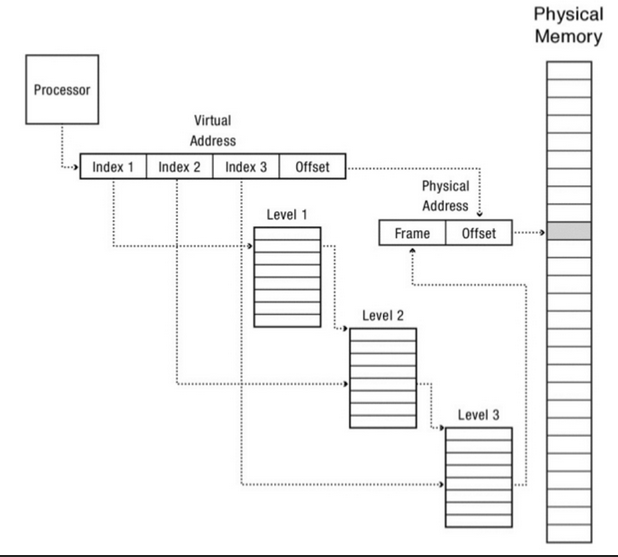 Physical
Memory
Processor
Virtual
Address
Index 1 Index 2 Index 3 Offset
Physical
Address
Frame Offset
Level 1
Level 2
Level 3